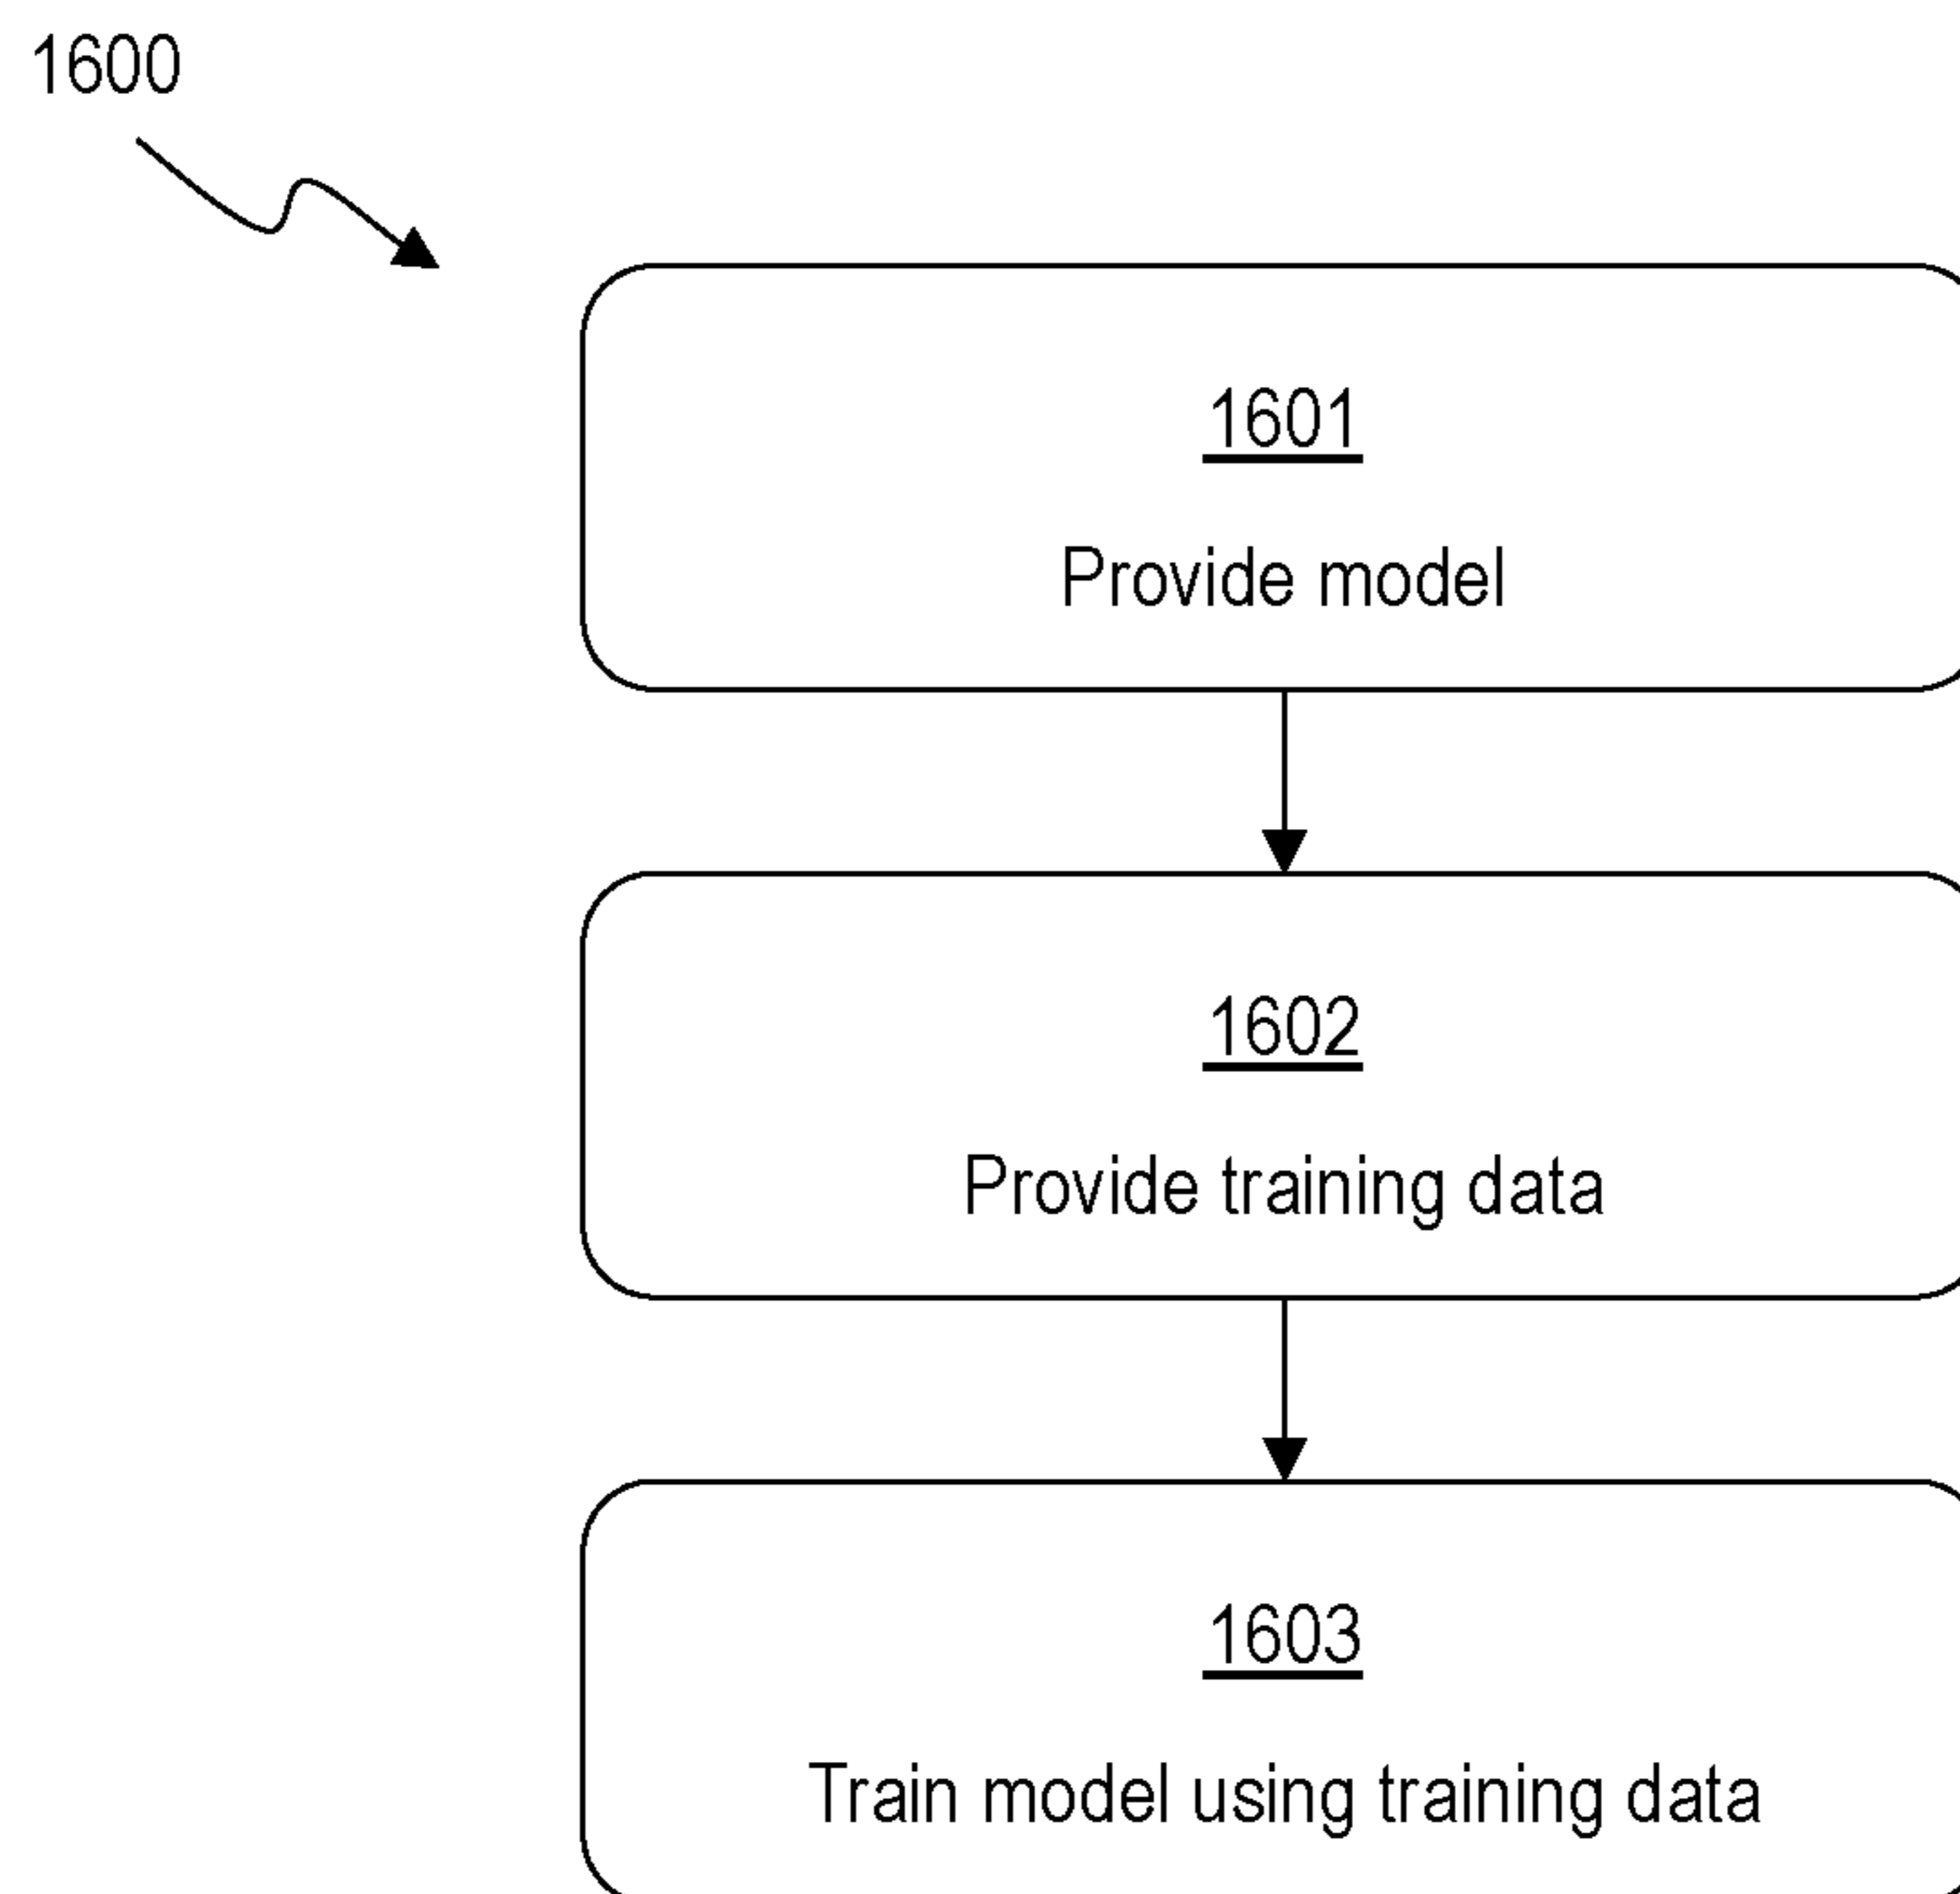 1600
1601
Provide model
1602
Provide training data
1603
Train model using training data